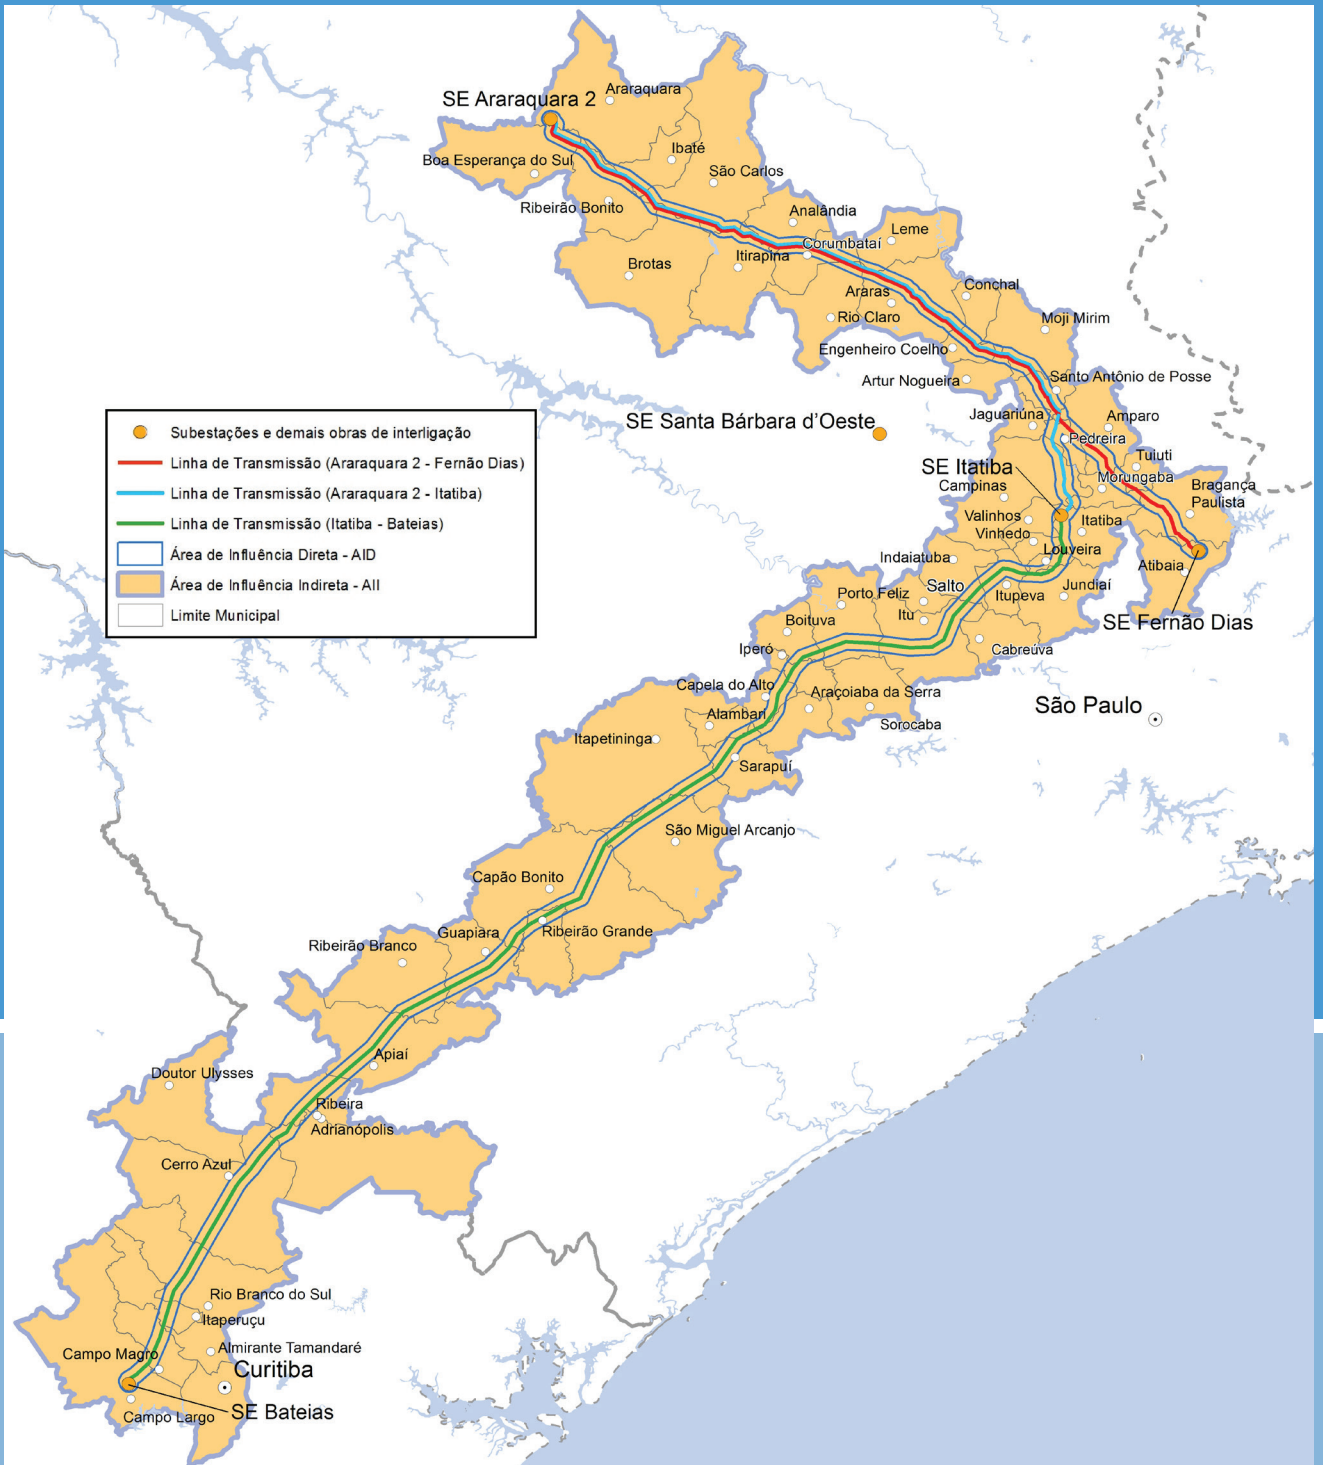 Araraquara
SE Araraquara 2
Ibaté
Boa Esperança do Sul
São Carlos
Ribeirão Bonito
Analândia
Leme
Corumbataí
Itirapina
Brotas
Conchal
Araras
Rio Claro
Moji Mirim
Engenheiro Coelho
Artur Nogueira
Santo Antônio de Posse
Jaguariúna
Amparo
SE Santa Bárbara d'Oeste
Pedreira
Tuiuti
SE Itatiba
Morungaba
Campinas
Bragança
Paulista
Valinhos
Itatiba
Vinhedo
Louveira
Indaiatuba
Atibaia
Salto
Jundiaí
Porto Feliz
Itupeva
Itu
Boituva
SE Fernão Dias
Iperó
Cabreúva
Capela do Alto
Araçoiaba da Serra
São Paulo
Alambari
Sorocaba
Itapetininga
Sarapuí
São Miguel Arcanjo
Capão Bonito
Guapiara
Ribeirão Grande
Ribeirão Branco
Apiaí
Doutor Ulysses
Ribeira
Adrianópolis
Cerro Azul
Rio Branco do Sul
Itaperuçu
Almirante Tamandaré
Campo Magro
Curitiba
SE Bateias
Campo Largo
Subestações e demais obras de interligação
Linha de Transmissão (Araraquara 2 - Fernão Dias)
Linha de Transmissão (Araraquara 2 - Itatiba)
Linha de Transmissão (Itatiba - Bateias)
Área de Influência Direta - AID
Área de Influência Indireta - AII
Limite Municipal